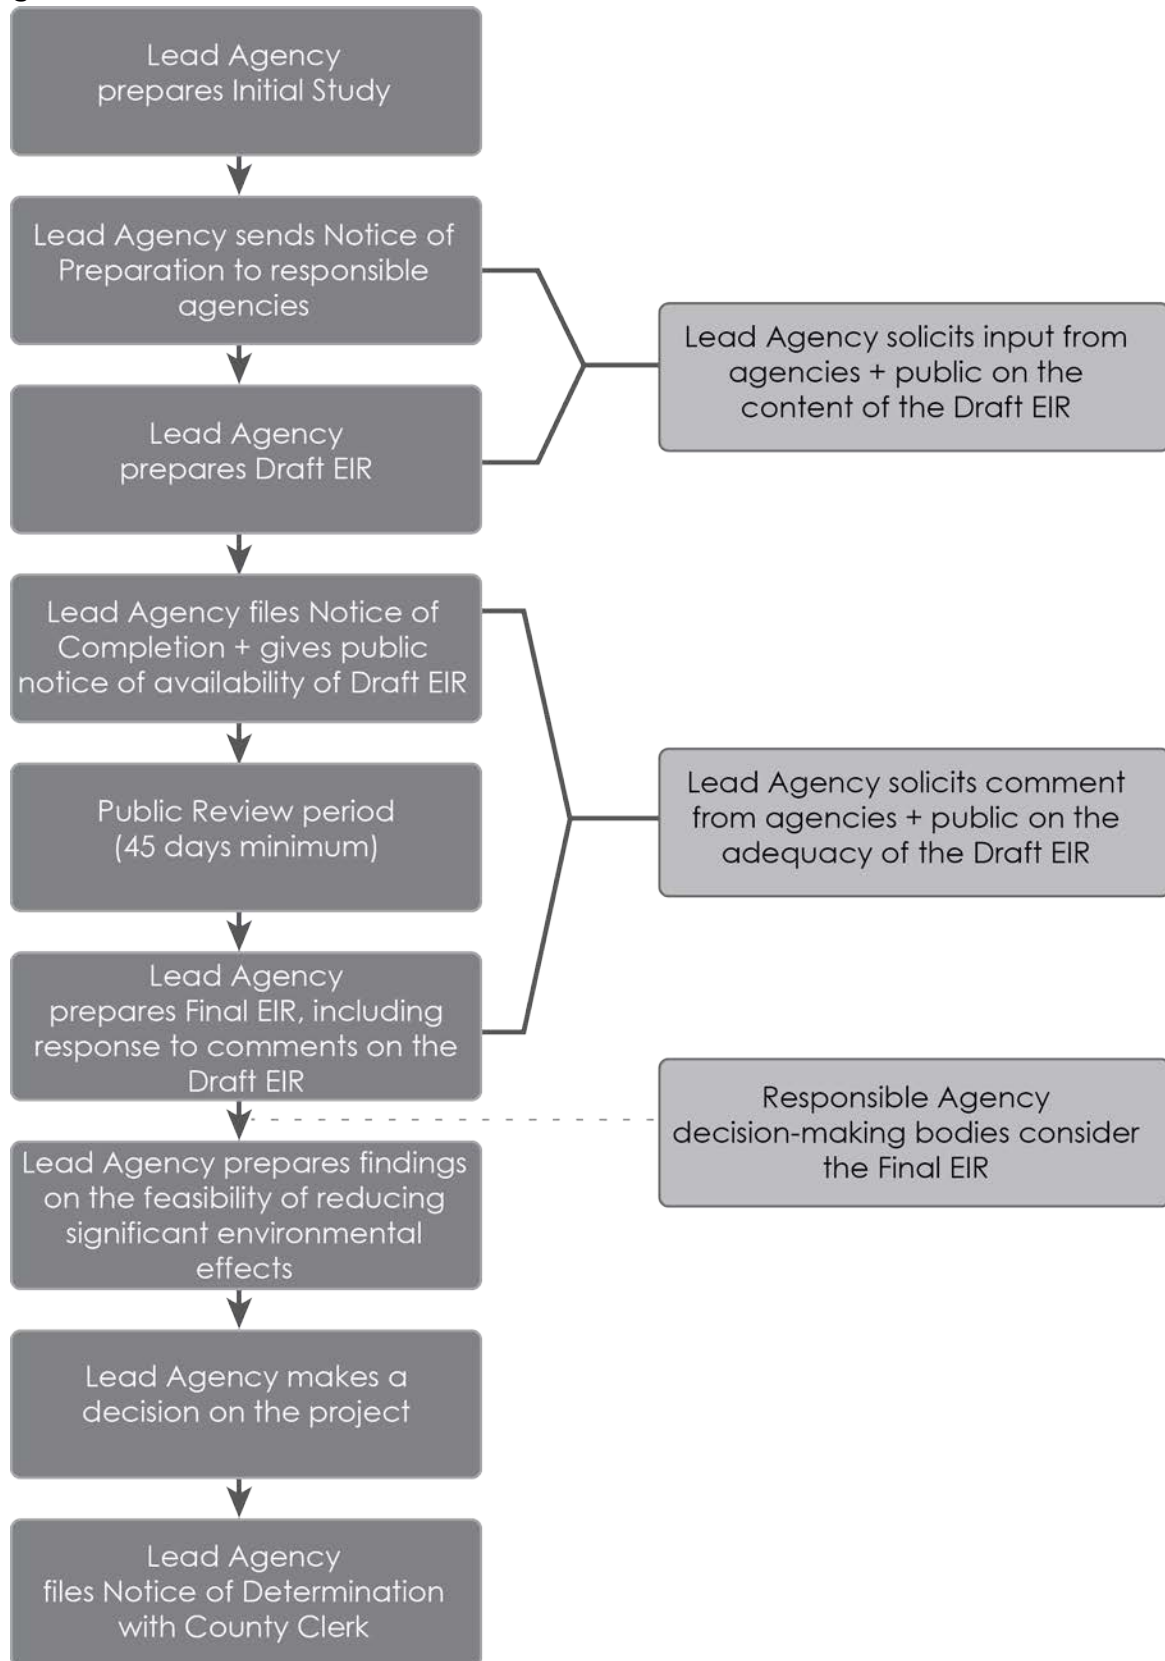 Lead Agency
prepares Initial Study
Lead Agency sends Notice of
Preparation to responsible
agencies
Lead Agency solicits input from
agencies + public on the
content of the Draft EIR
Lead Agency
prepares Draft EIR
Lead Agency files Notice of
Completion + gives public
notice of availability of Draft EIR
Public Review period
(45 days minimum)
Lead Agency solicits comment
from agencies + public on the
adequacy of the Draft EIR
Lead Agency
prepares Final EIR, including
response to comments on the
Draft EIR
Responsible Agency
decision-making bodies consider
the Final EIR
Lead Agency prepares findings
on the feasibility of reducing
significant environmental
effects
Lead Agency makes a
decision on the project
Lead Agency
files Notice of Determination
with County Clerk